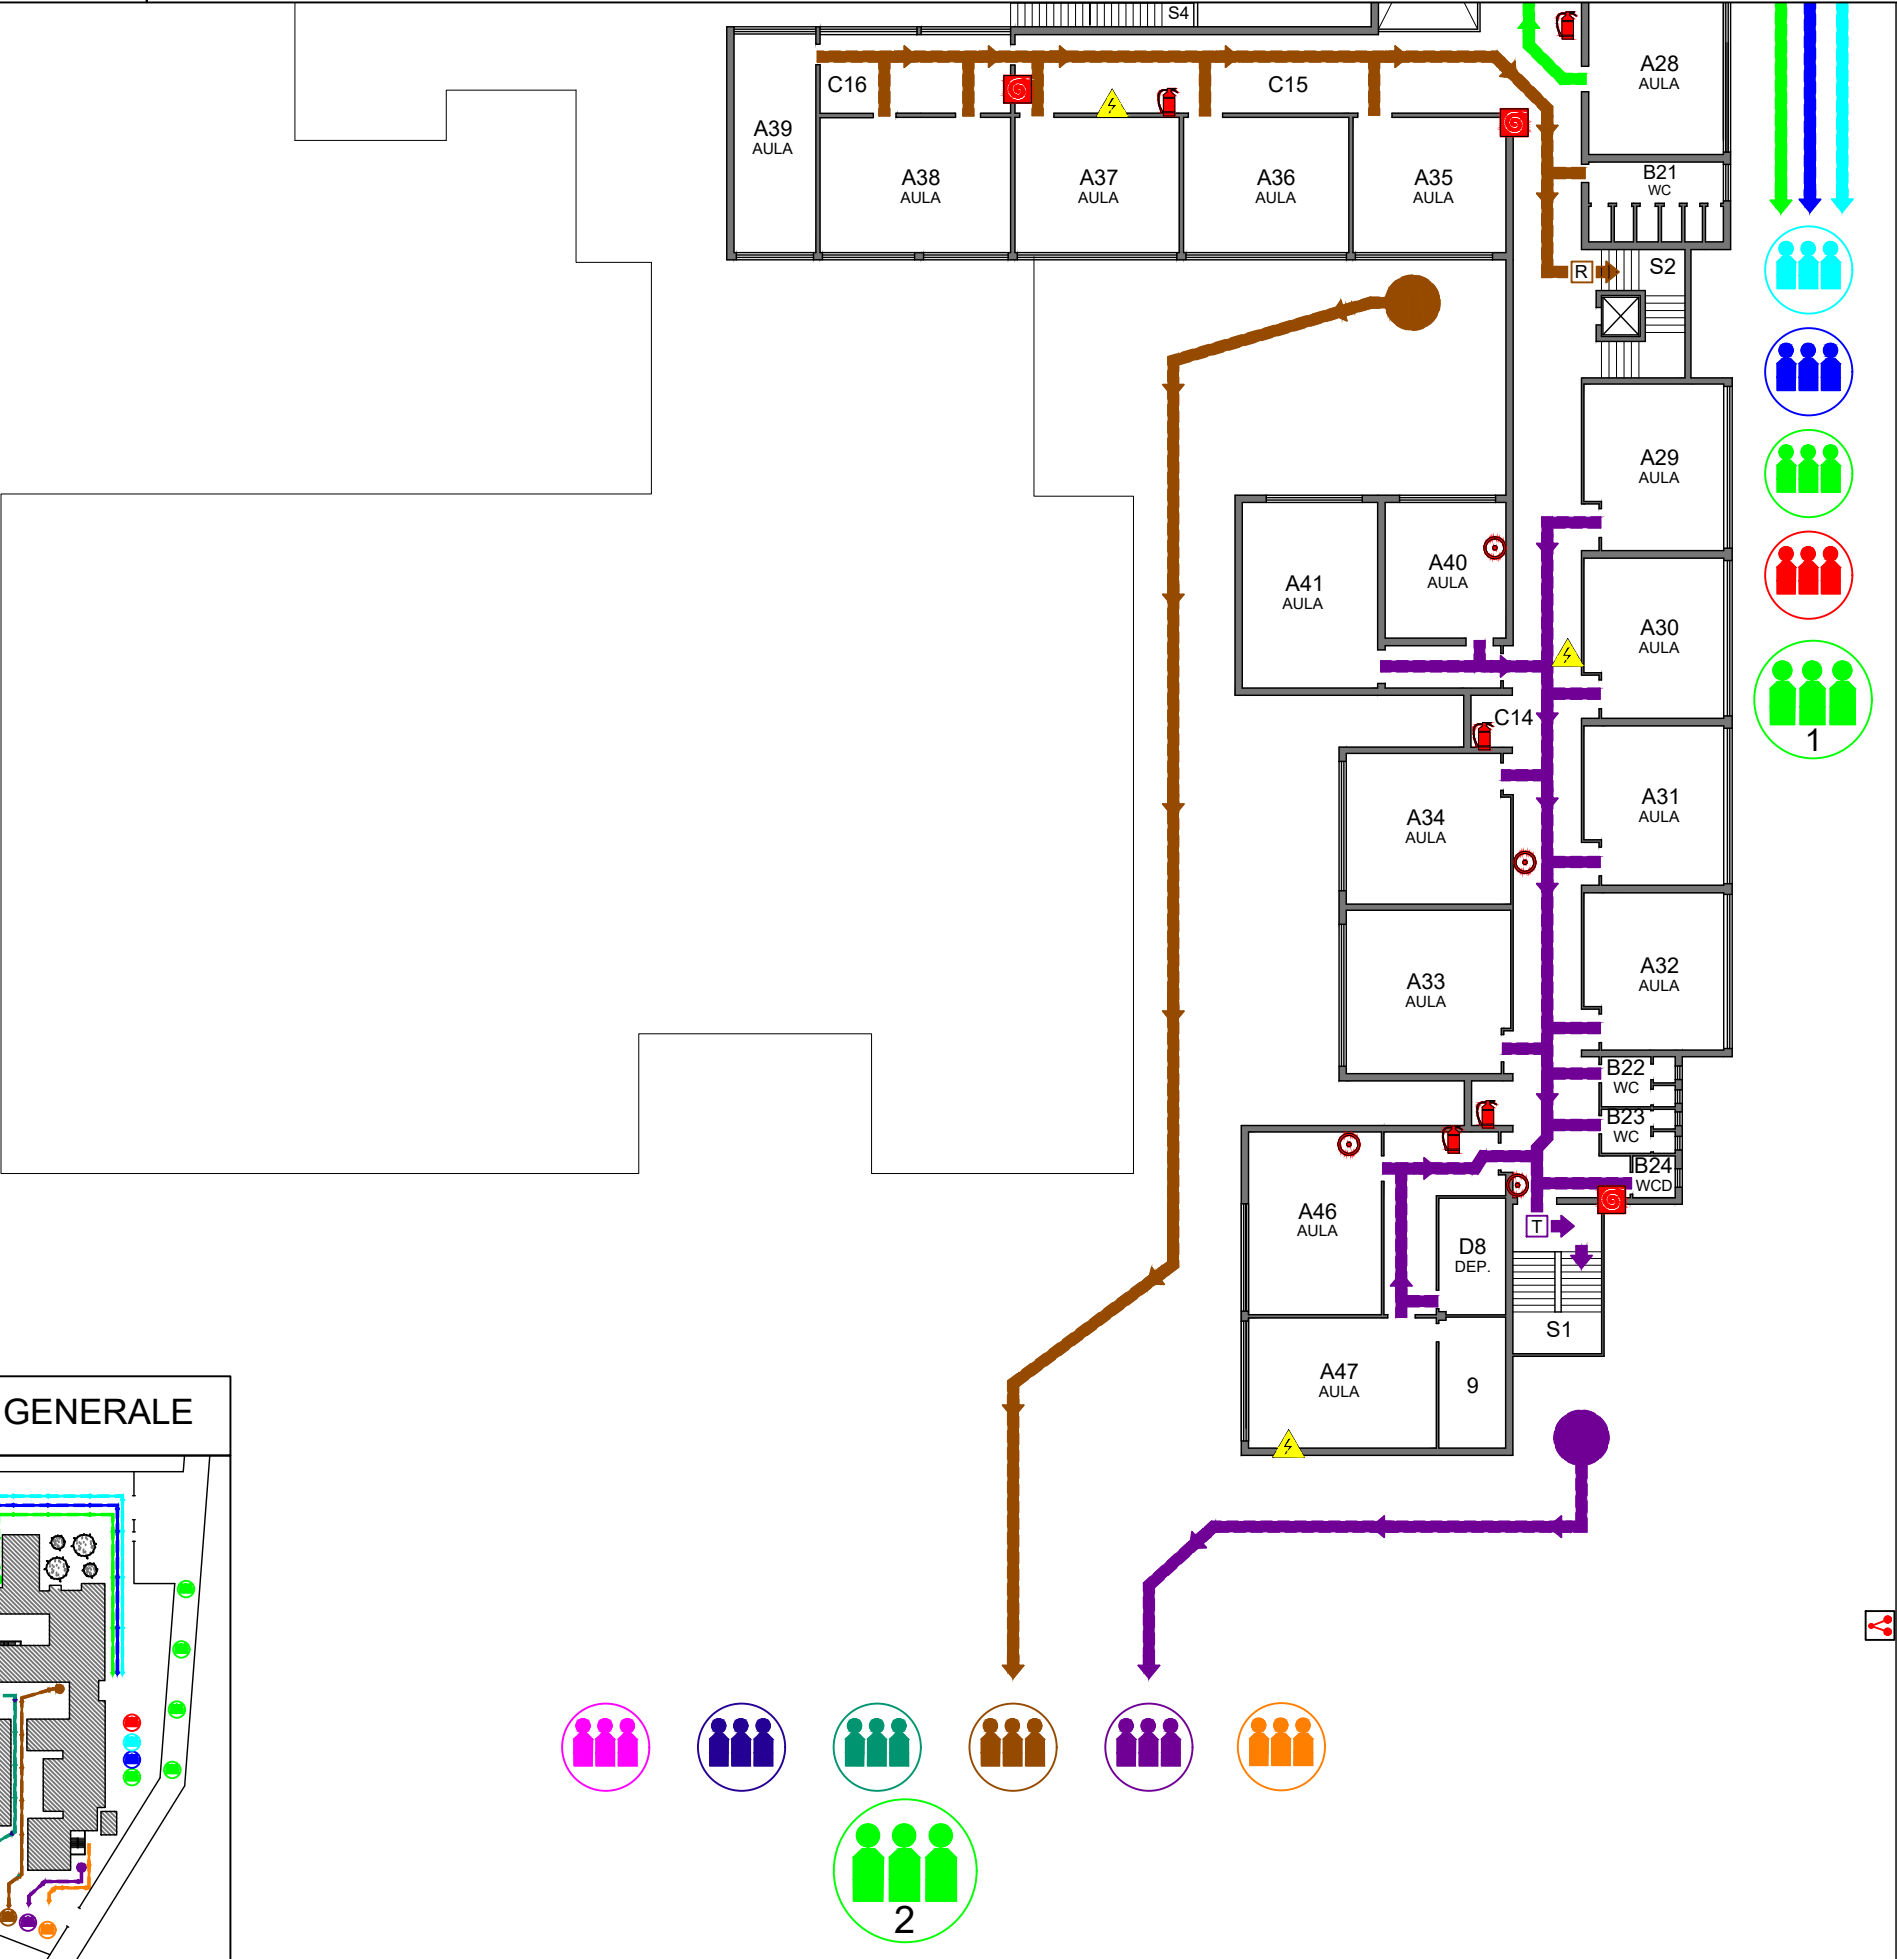 S4
A28
AULA
C16
C15
A39
AULA
A38
AULA
A37
AULA
A36
AULA
A35
AULA
B21
WC
R
S2
A29
AULA
A41
AULA
A40
AULA
A30
AULA
C14
1
A34
AULA
A31
AULA
A33
AULA
A32
AULA
B22
WC
B23
WC
B24
WCD
A46
AULA
T
D8
DEP.
S1
A47
AULA
9
GENERALE
2